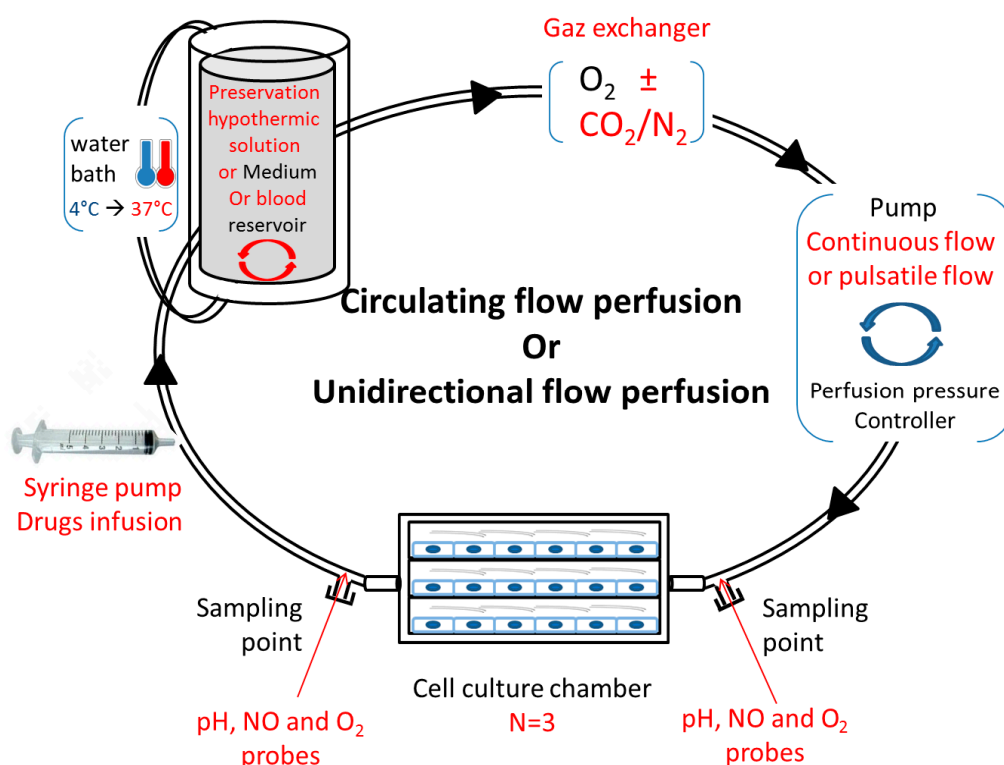 Gaz exchanger
O₂ ±
CO₂/N₂
Preservation
hypothermic
solution
or Medium
Or blood
reservoir
water
bath
4°C → 37°C
Pump
Continuous flow
or pulsatile flow
Perfusion pressure
Controller
Circulating flow perfusion
Or
Unidirectional flow perfusion
Syringe pump
Drugs infusion
Sampling
point
Sampling
point
Cell culture chamber
N=3
pH, NO and O₂
probes
pH, NO and O₂
probes